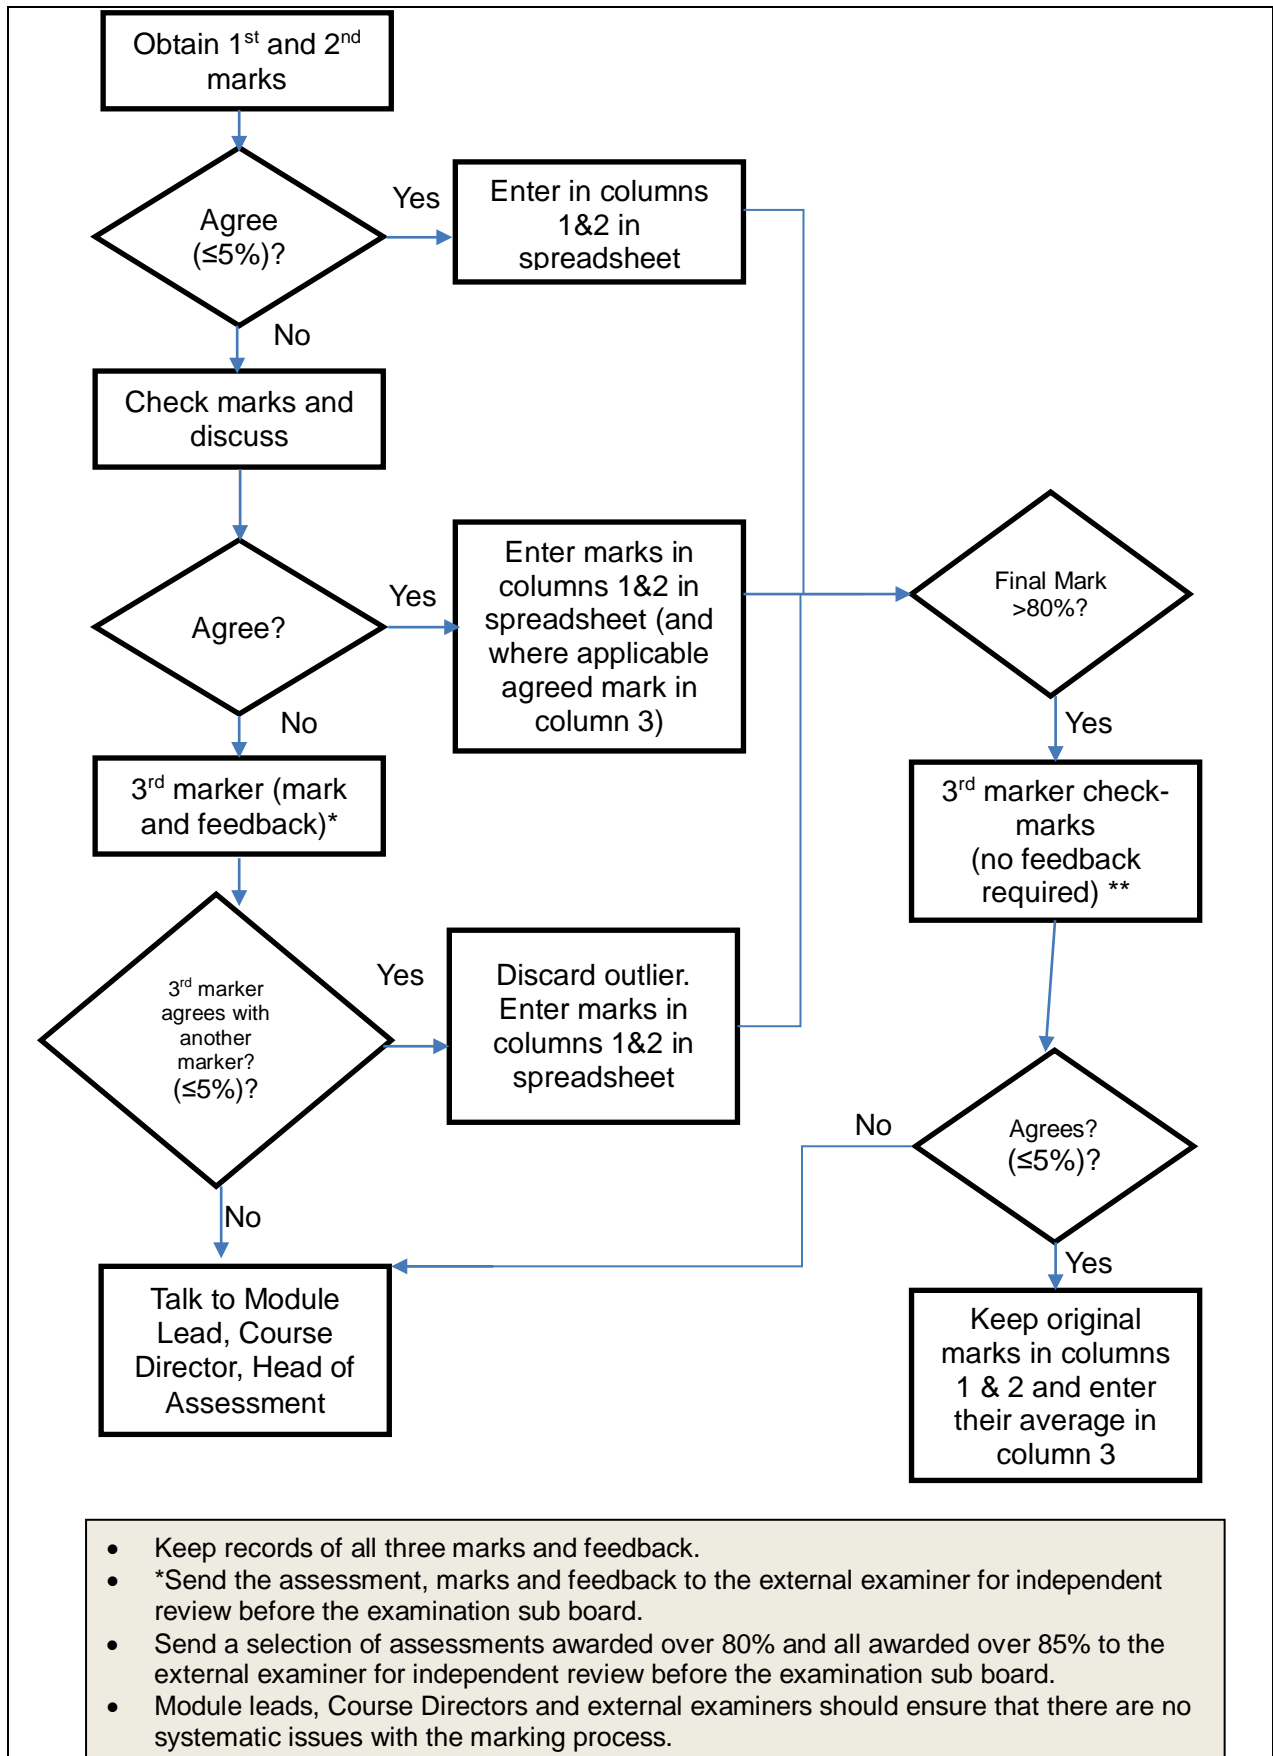 Obtain 1st and 2nd
marks
Agree
(≤5%)?
Yes
Enter in columns
1&2 in
spreadsheet
No
Check marks and
discuss
Agree?
Yes
Enter marks in
columns 1&2 in
spreadsheet (and
where applicable
agreed mark in
column 3)
Final Mark
>80%?
No
Yes
3rd marker (mark
and feedback)*
3rd marker check-
marks
(no feedback
required) **
3rd marker
agrees with
another
marker?
(≤5%)?
Yes
Discard outlier.
Enter marks in
columns 1&2 in
spreadsheet
No
Agrees?
(≤5%)?
No
Yes
Talk to Module
Lead, Course
Director, Head of
Assessment
Keep original
marks in columns
1 & 2 and enter
their average in
column 3
• Keep records of all three marks and feedback.
• *Send the assessment, marks and feedback to the external examiner for independent
review before the examination sub board.
• Send a selection of assessments awarded over 80% and all awarded over 85% to the
external examiner for independent review before the examination sub board.
• Module leads, Course Directors and external examiners should ensure that there are no
systematic issues with the marking process.